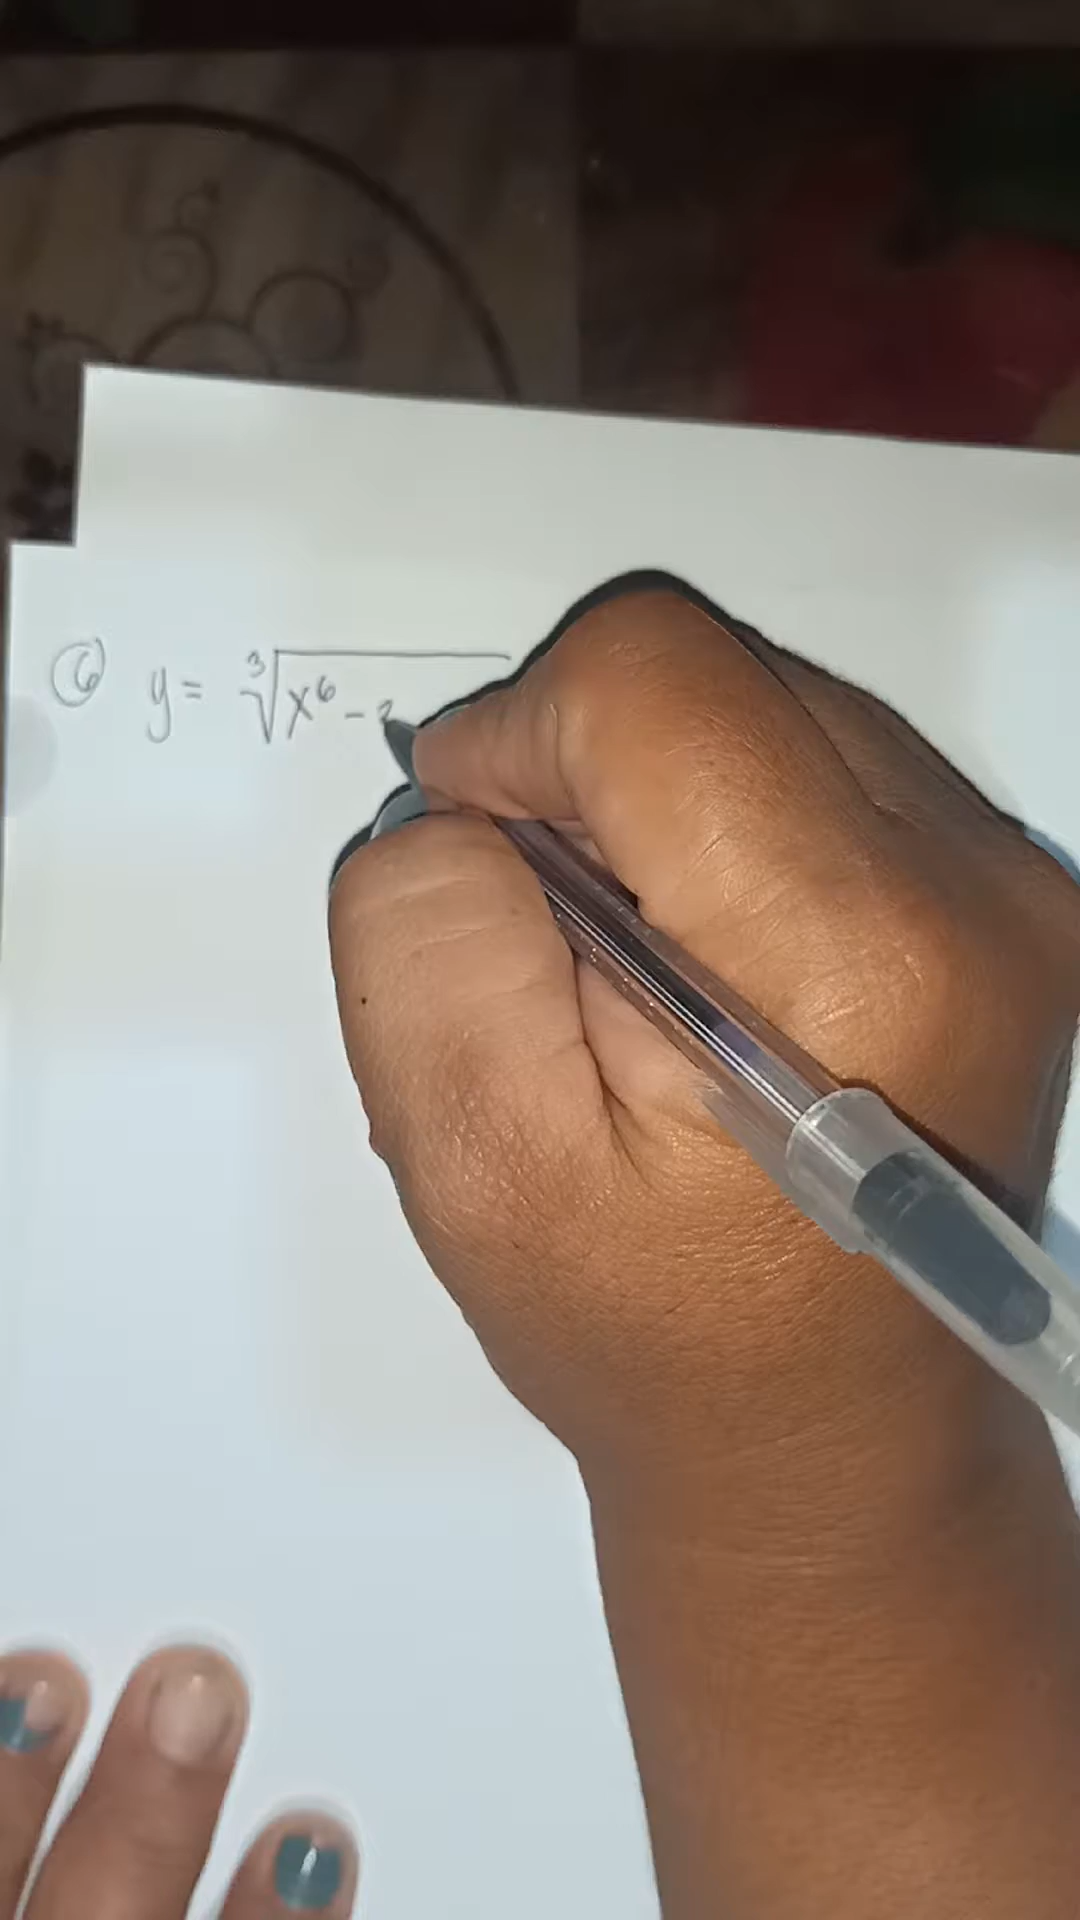 ⑥ y = ∛x⁶ -